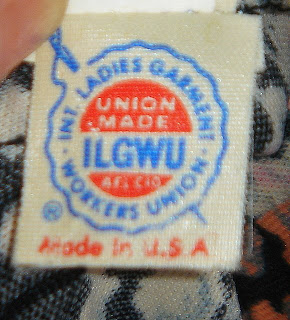 INT. LADIES GARMENT
UNION
MADE
ILGWU
AFL CIO
WORKERS UNION
®
Made in U.S.A